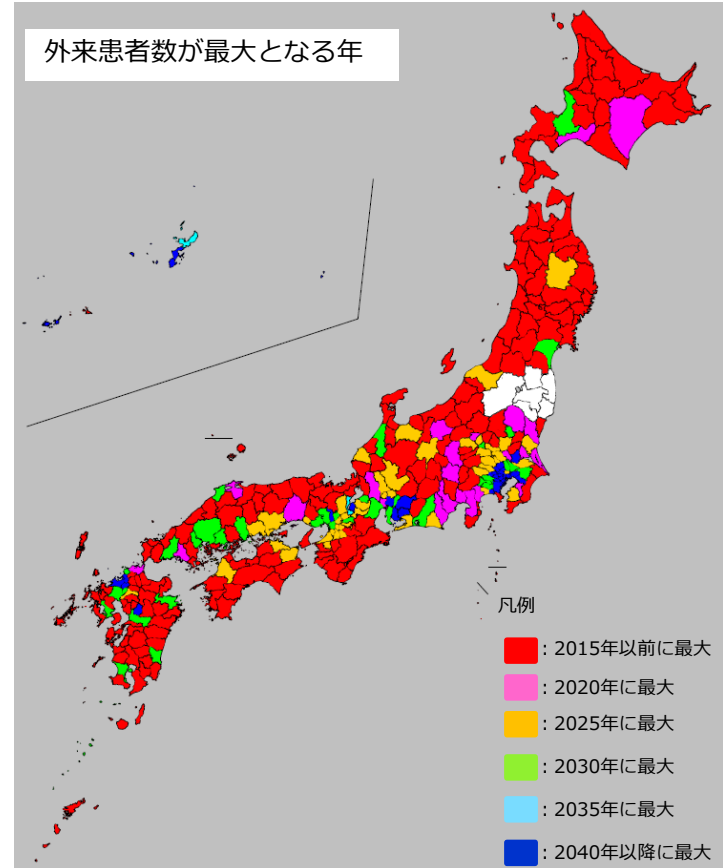 外来患者数が最大となる年
凡例
：2015年以前に最大
：2020年に最大
：2025年に最大
：2030年に最大
：2035年に最大
：2040年以降に最大